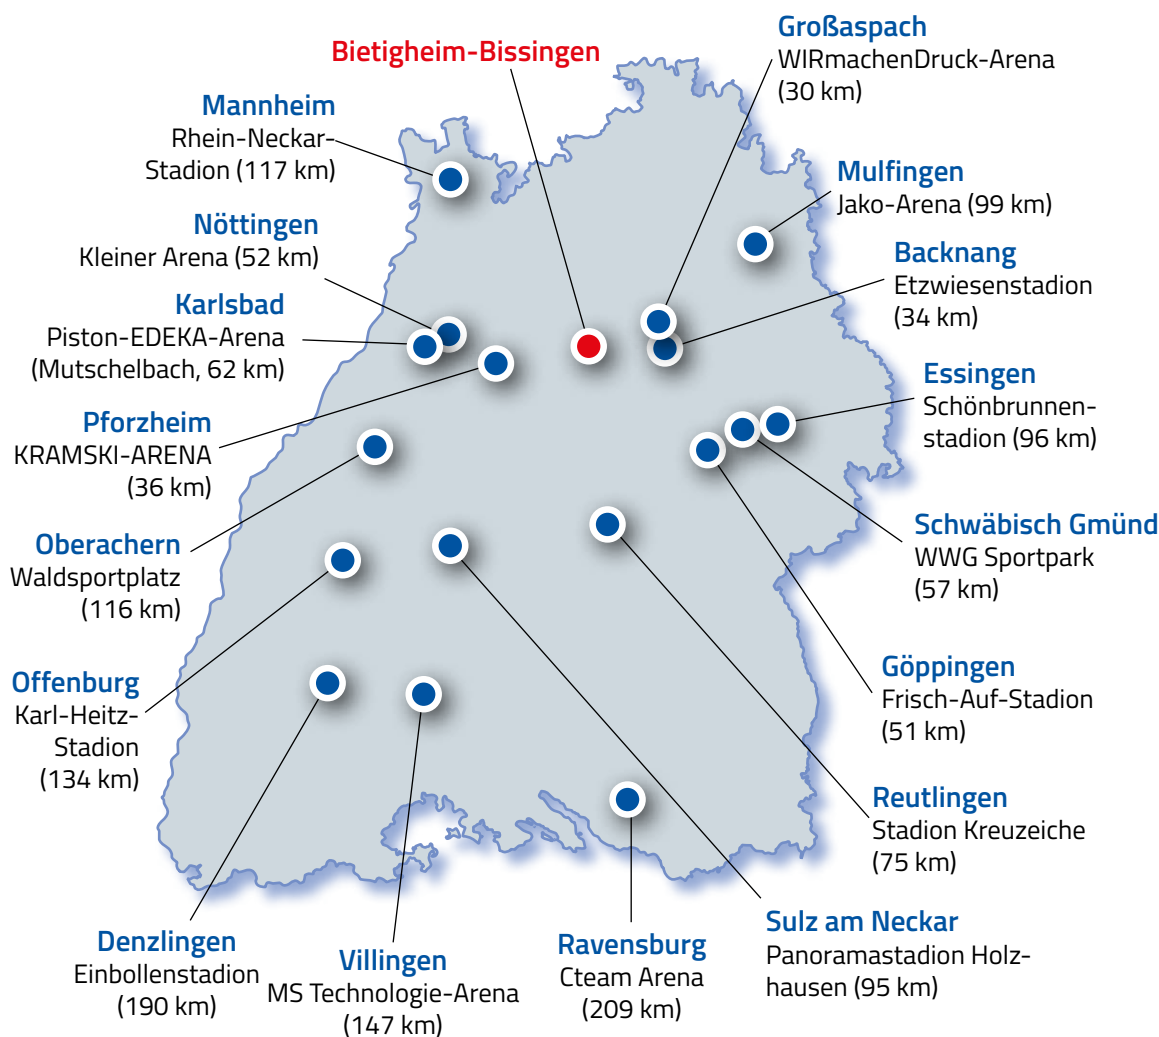 Bietigheim-Bissingen
Großaspach
WIRmachenDruck-Arena
(30 km)
Mannheim
Rhein-Neckar-
Stadion (117 km)
Mulfingen
Jako-Arena (99 km)
Nöttingen
Kleiner Arena (52 km)
Backnang
Etzwiesenstadion
(34 km)
Karlsbad
Piston-EDEKA-Arena
(Mutschelbach, 62 km)
Essingen
Schönbrunnen-
stadion (96 km)
Pforzheim
KRAMSKI-ARENA
(36 km)
Schwäbisch Gmünd
WWG Sportpark
(57 km)
Oberachern
Waldsportplatz
(116 km)
Göppingen
Frisch-Auf-Stadion
(51 km)
Offenburg
Karl-Heitz-
Stadion
(134 km)
Reutlingen
Stadion Kreuzeiche
(75 km)
Sulz am Neckar
Panoramastadion Holz-
hausen (95 km)
Denzlingen
Einbollenstadion
(190 km)
Villingen
MS Technologie-Arena
(147 km)
Ravensburg
Cteam Arena
(209 km)